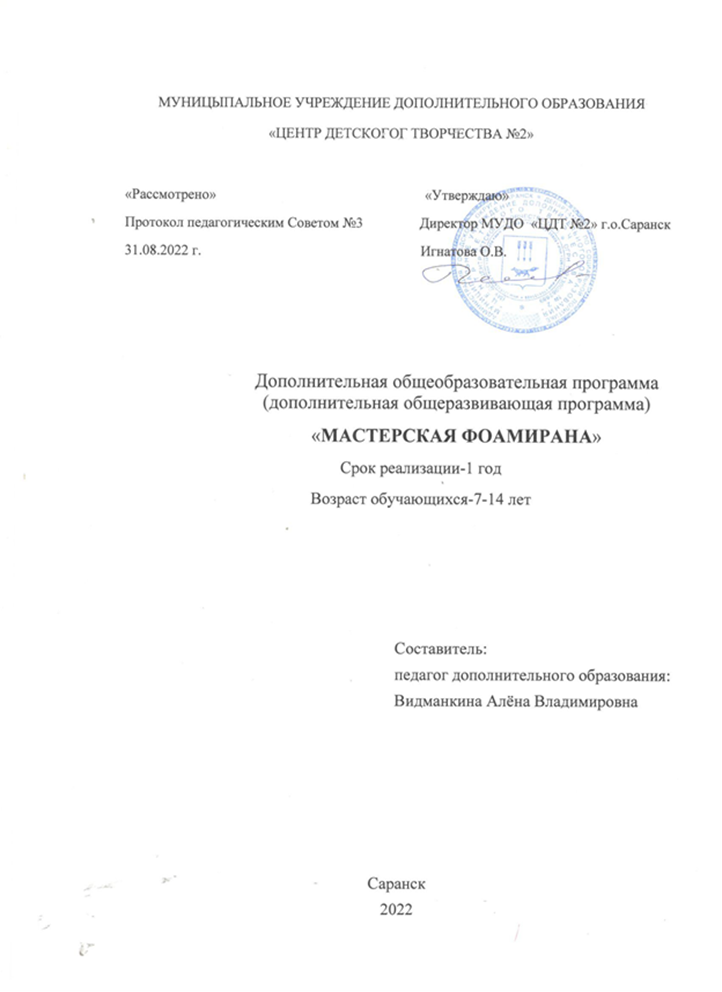 МУНИЦЫПАЛЬНОЕ УЧРЕЖДЕНИЕ ДОПОЛНИТЕЛЬНОГО ОБРАЗОВАНИЯ
«ЦЕНТР ДЕТСКОГОГ ТВОРЧЕСТВА №2»
«Рассмотрено»
Протокол педагогическим Советом №3
31.08.2022 г.
«Утверждаю»
Директор МУДО «ЦДТ №2» г.о.Саранск
Игнатова О.В.
Дополнительная общеобразовательная программа
(дополнительная общеразвивающая программа)
«МАСТЕРСКАЯ ФОАМИРАНА»
Срок реализации-1 год
Возраст обучающихся-7-14 лет
Составитель:
педагог дополнительного образования:
Видманкина Алёна Владимировна
Саранск
2022